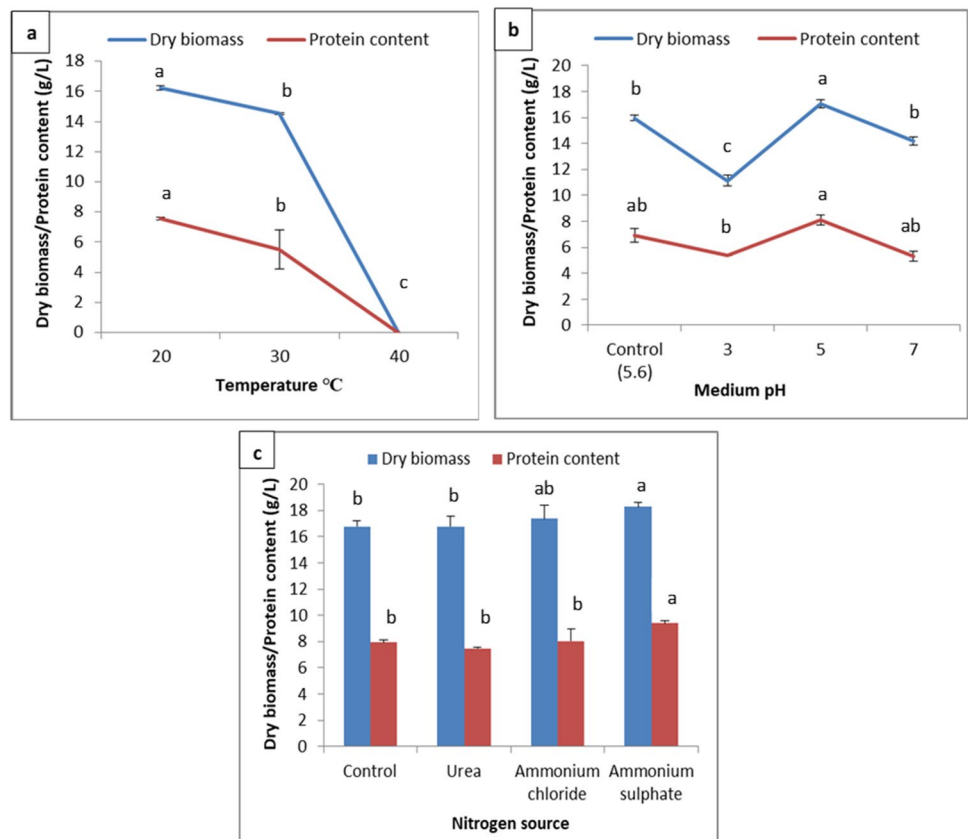 a
Dry biomass Protein content
Dry biomass/Protein content (g/L)
18
16
14
12
10
8
6
4
2
0
a
b
a
b
c
20 30 40
Temperature °C
b
Dry biomass Protein content
Dry biomass/Protein content (g/L)
20
18
16
14
12
10
8
6
4
2
0
b
c
a
b
ab
b
a
ab
Control 3 5 7
(5.6)
Medium pH
c
Dry biomass Protein content
Dry biomass/Protein content (g/L)
20
18
16
14
12
10
8
6
4
2
0
b b ab a
b b b a
Control Urea Ammonium Ammonium
chloride sulphate
Nitrogen source